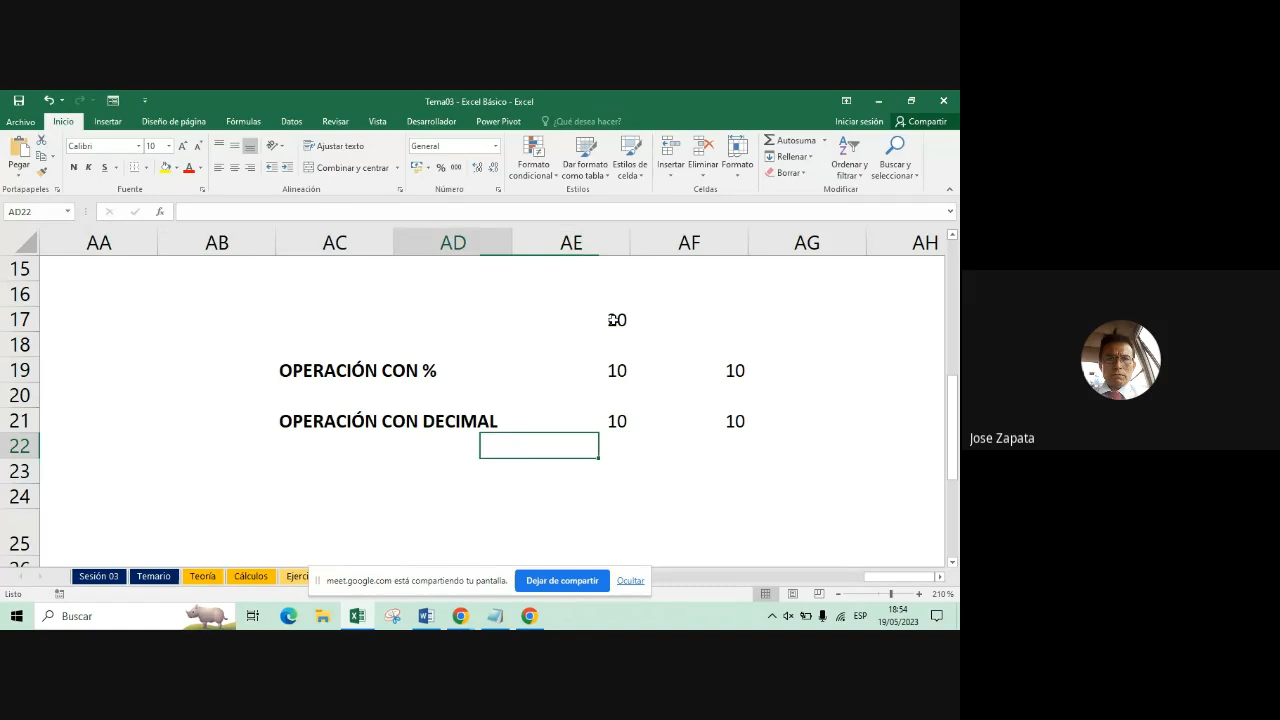 Tema03 - Excel Básico - Excel
Archivo Inicio Insertar Diseño de página Fórmulas Datos Revisar Vista Desarrollador Power Pivot ¿Qué desea hacer? Iniciar sesión Compartir
Pegar
Calibri 10 General
N K S
Ajustar texto
Combinar y centrar
% 000
Formato condicional
Dar formato como tabla
Estilos de celda
Insertar Eliminar Formato
Autosuma
Rellenar
Borrar
Ordenar y filtrar
Buscar y seleccionar
Portapapeles Fuente Alineación Número Estilos Celdas Modificar
AD22 fx
AA AB AC AD AE AF AG AH
15
16
17
18
19 OPERACIÓN CON % 10 10
20
21 OPERACIÓN CON DECIMAL 10 10
22
23
24
25
Jose Zapata
Sesión 03 Temario Teoría Cálculos Ejerci
meet.google.com está compartiendo tu pantalla. Dejar de compartir Ocultar
Listo 210 %
Buscar
ESP
18:54
19/05/2023